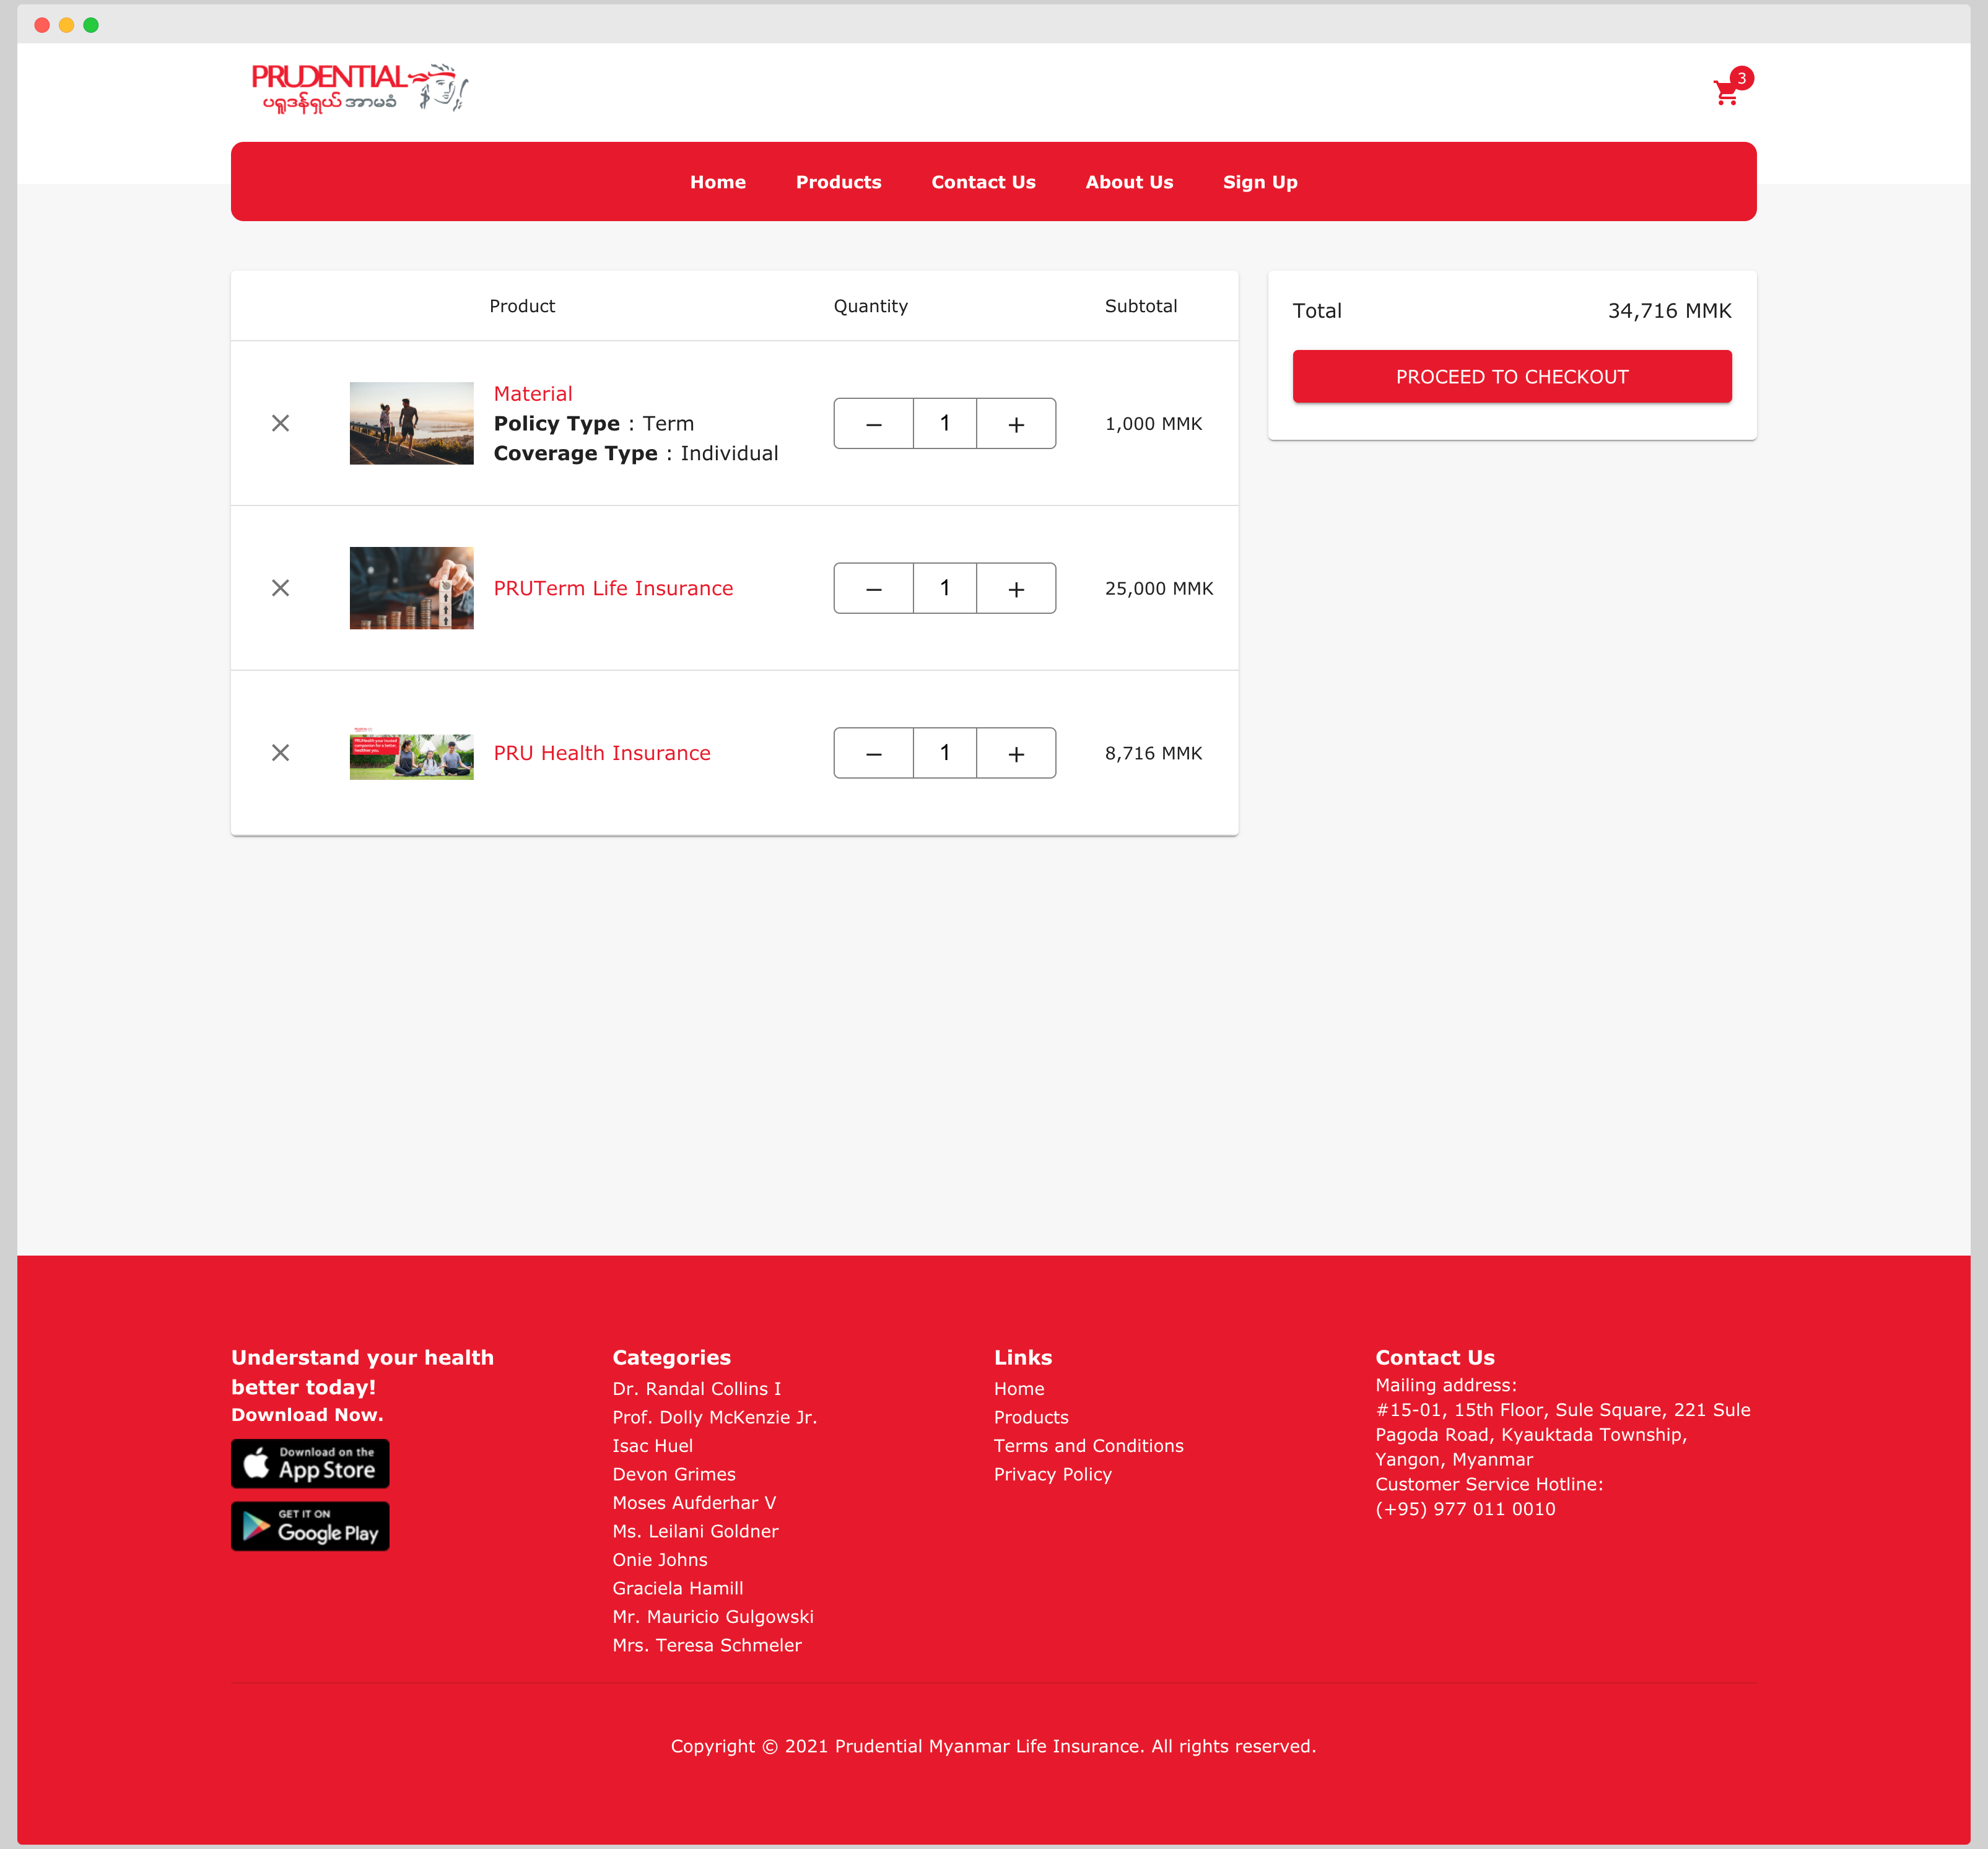 PRUDENTIAL
ပရူဒန်ရှယ် အာမခံ
3
Home Products Contact Us About Us Sign Up
Product Quantity Subtotal
Material
Policy Type : Term
Coverage Type : Individual
− 1 +
1,000 MMK
PRUTerm Life Insurance
− 1 +
25,000 MMK
PRU Health Insurance
− 1 +
8,716 MMK
Total 34,716 MMK
PROCEED TO CHECKOUT
Understand your health
better today!
Download Now.
Download on the
App Store
GET IT ON
Google Play
Categories
Dr. Randal Collins I
Prof. Dolly McKenzie Jr.
Isac Huel
Devon Grimes
Moses Aufderhar V
Ms. Leilani Goldner
Onie Johns
Graciela Hamill
Mr. Mauricio Gulgowski
Mrs. Teresa Schmeler
Links
Home
Products
Terms and Conditions
Privacy Policy
Contact Us
Mailing address:
#15-01, 15th Floor, Sule Square, 221 Sule
Pagoda Road, Kyauktada Township,
Yangon, Myanmar
Customer Service Hotline:
(+95) 977 011 0010
Copyright © 2021 Prudential Myanmar Life Insurance. All rights reserved.